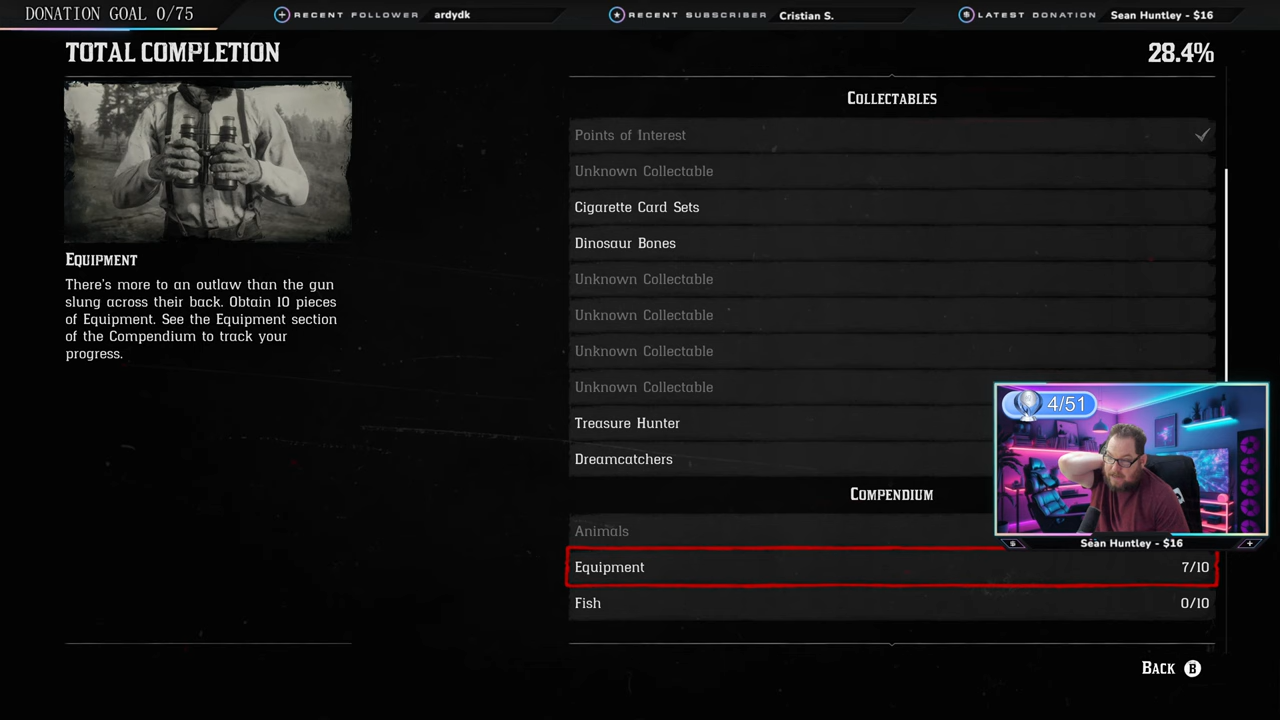 DONATION GOAL 0/75
RECENT FOLLOWER ardydk
RECENT SUBSCRIBER Cristian S.
LATEST DONATION Sean Huntley - $16
TOTAL COMPLETION
28.4%
EQUIPMENT
There's more to an outlaw than the gun
slung across their back. Obtain 10 pieces
of Equipment. See the Equipment section
of the Compendium to track your
progress.
COLLECTABLES
Points of Interest
Unknown Collectable
Cigarette Card Sets
Dinosaur Bones
Unknown Collectable
Unknown Collectable
Unknown Collectable
Unknown Collectable
Treasure Hunter
Dreamcatchers
COMPENDIUM
Animals
Equipment 7/10
Fish 0/10
4/51
Sean Huntley - $16
BACK B